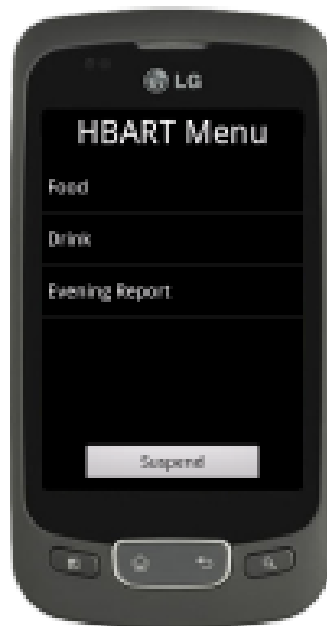 LG
HBART Menu
Food
Drink
Evening Report
Suspend